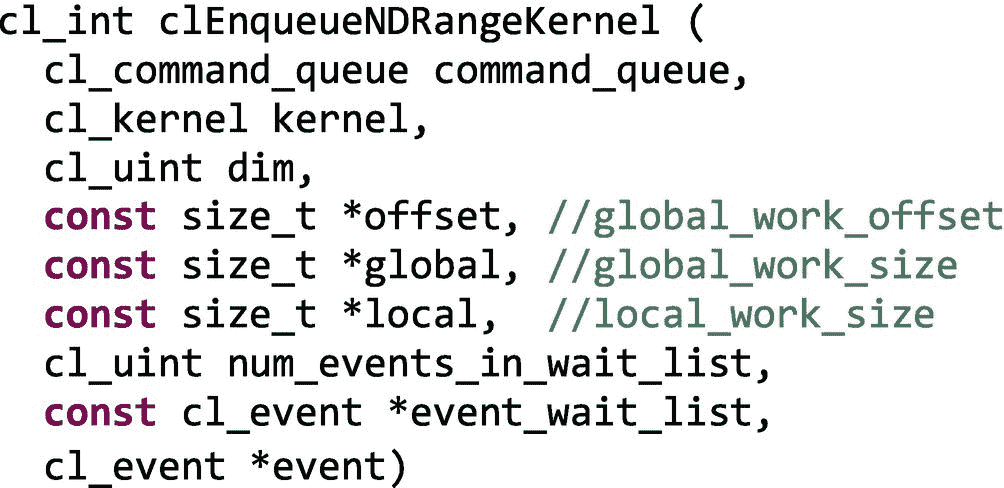 cl_int clEnqueueNDRangeKernel (
cl_command_queue command_queue,
cl_kernel kernel,
cl_uint dim,
const size_t *offset, //global_work_offset
const size_t *global, //global_work_size
const size_t *local, //local_work_size
cl_uint num_events_in_wait_list,
const cl_event *event_wait_list,
cl_event *event)